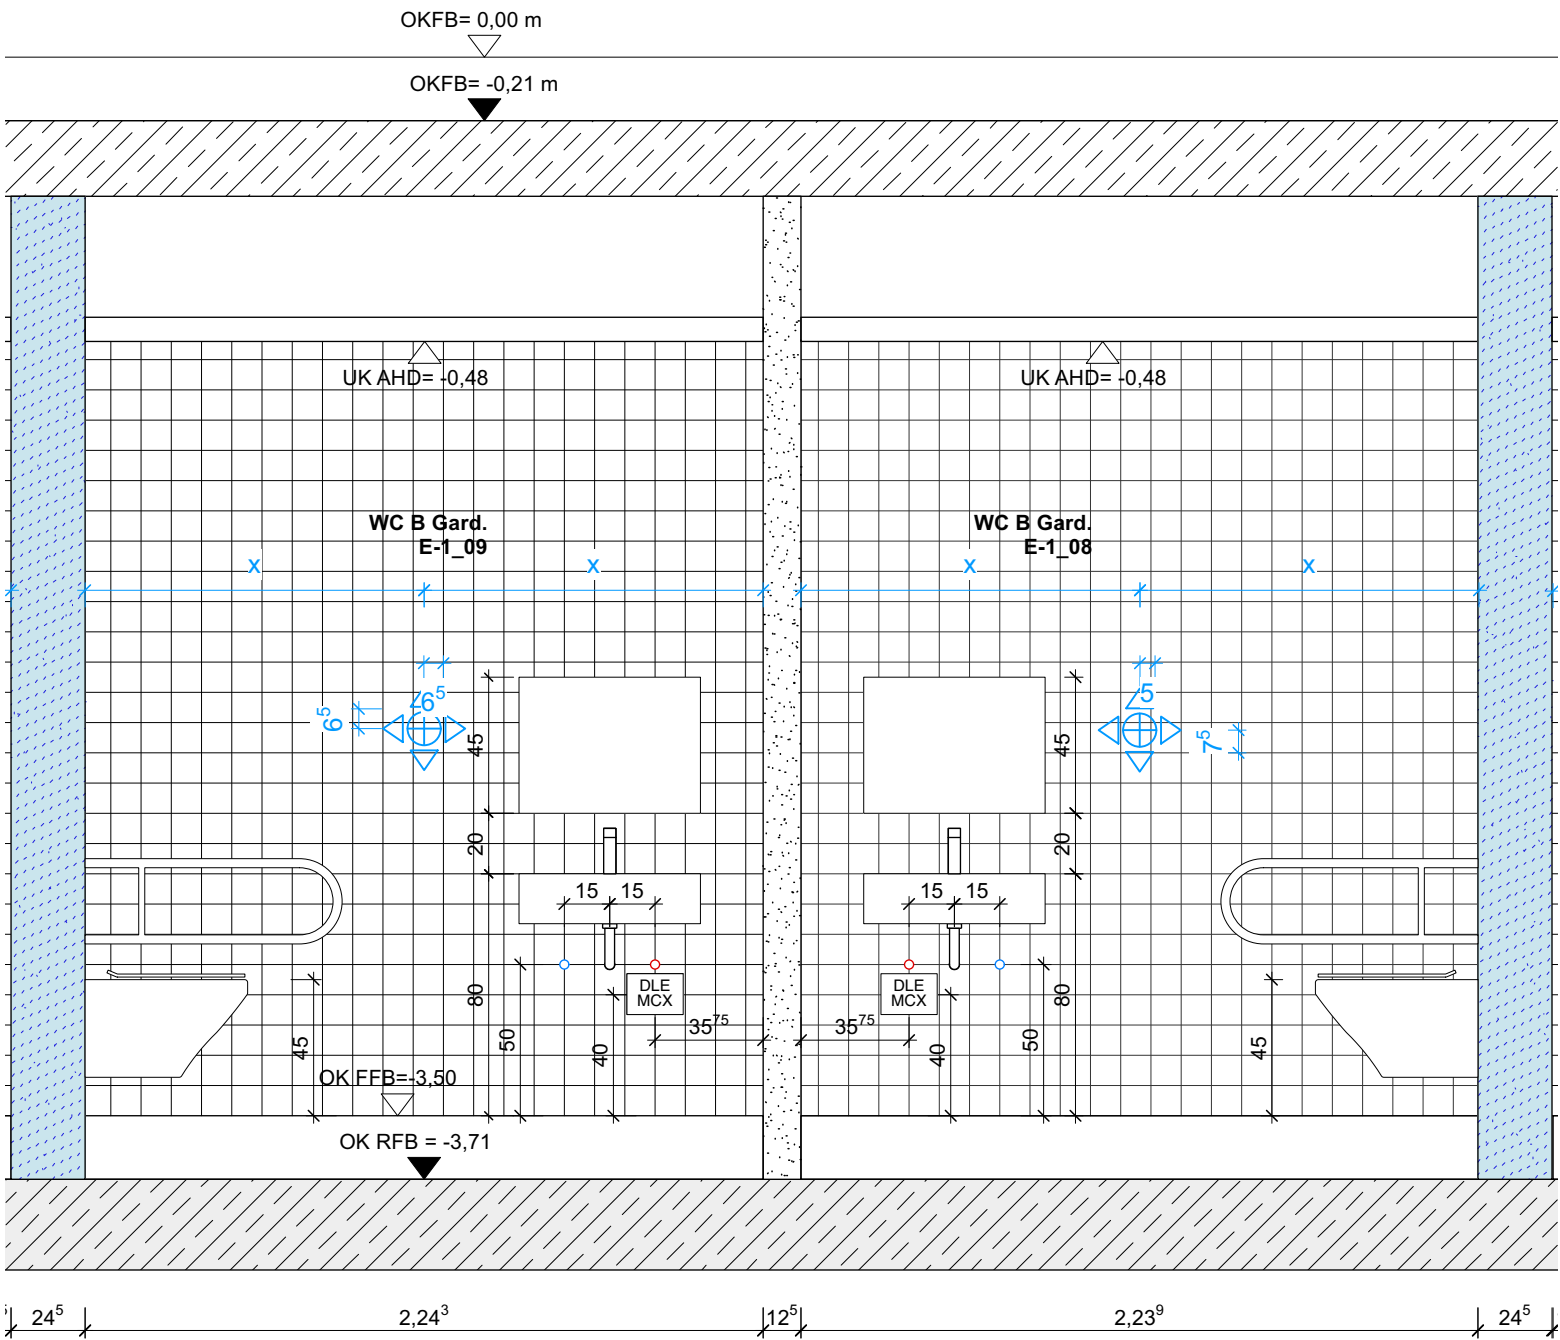 OKFB= 0,00 m
OKFB= -0,21 m
UK AHD= -0,48
UK AHD= -0,48
WC B Gard.
E-1_09
WC B Gard.
E-1_08
x
x
x
x
6⁵
6⁵
45
45
5
7⁵
20
20
15
15
15
15
DLE
MCX
DLE
MCX
80
80
35⁷⁵
35⁷⁵
45
50
40
40
50
45
OK FFB=-3,50
OK RFB = -3,71
24⁵
2,24³
12⁵
2,23⁹
24⁵